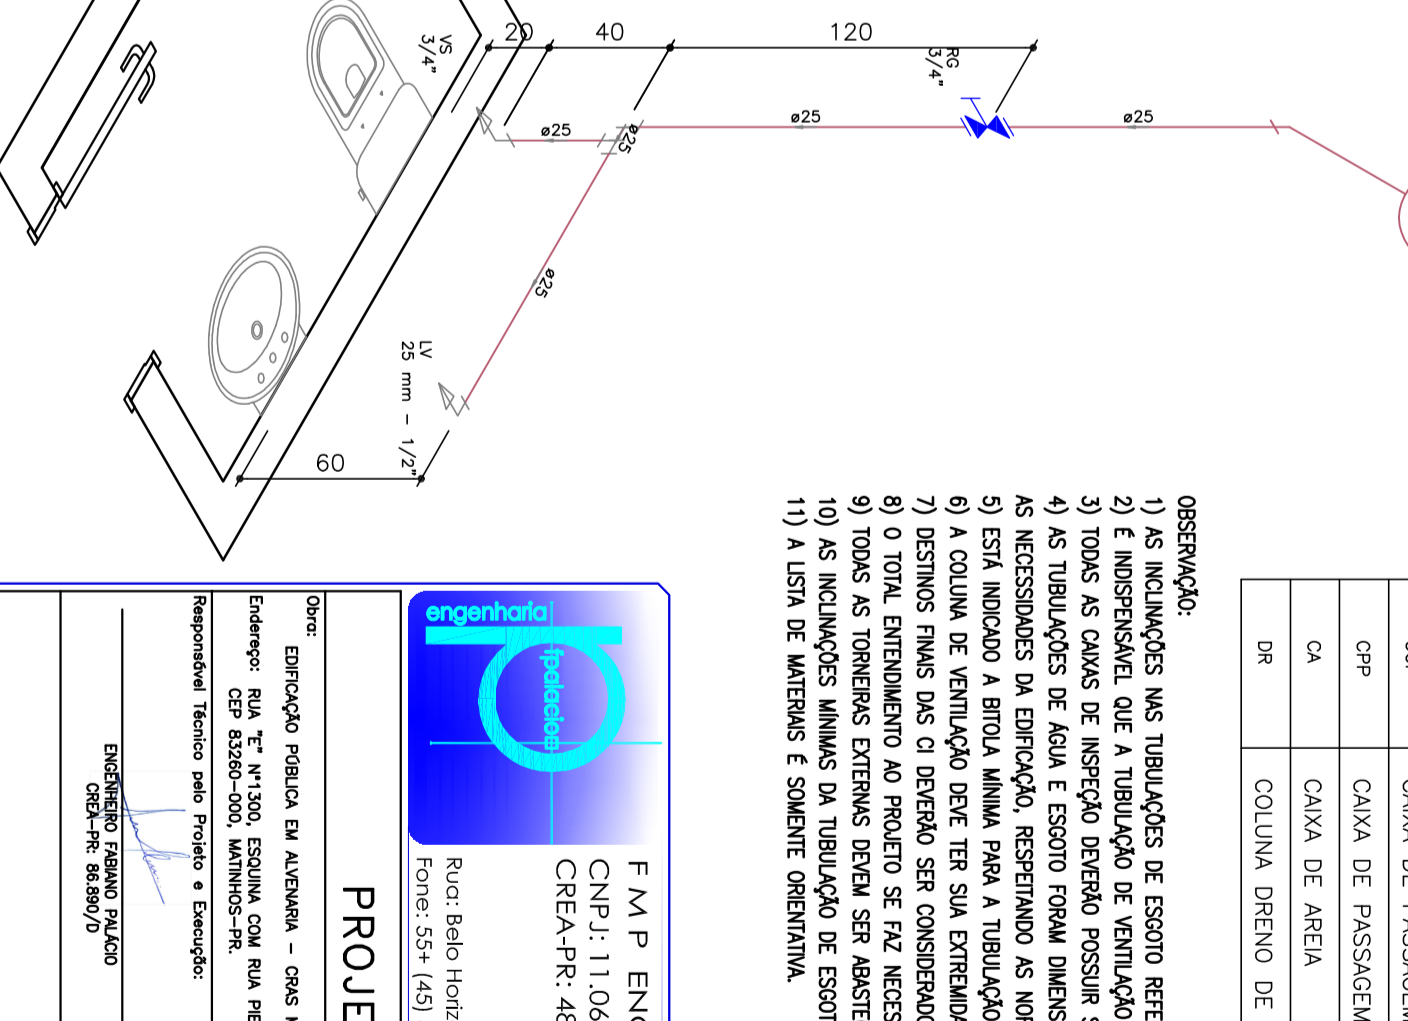 20
40
120
VS
3/4"
RG
3/4"
ø25
ø25
ø25
ø25
ø25
LV
25 mm - 1/2"
60
CPP
CAIXA DE PASSAGEM
CA
CAIXA DE AREIA
DR
COLUNA DRENO DE
OBSERVAÇÃO:
1) AS INCLINAÇÕES NAS TUBULAÇÕES DE ESGOTO REFE
2) É INDISPENSÁVEL QUE A TUBULAÇÃO DE VENTILAÇÃO
3) TODAS AS CAIXAS DE INSPEÇÃO DEVERÃO POSSUIR S
4) AS TUBULAÇÕES DE ÁGUA E ESGOTO FORAM DIMENS
AS NECESSIDADES DA EDIFICAÇÃO, RESPEITANDO AS NOR
5) ESTÁ INDICADO A BITOLA MÍNIMA PARA A TUBULAÇÃO
6) A COLUNA DE VENTILAÇÃO DEVE TER SUA EXTREMIDA
7) DESTINOS FINAIS DAS CI DEVERÃO SER CONSIDERADO
8) O TOTAL ENTENDIMENTO AO PROJETO SE FAZ NECES
9) TODAS AS TORNEIRAS EXTERNAS DEVEM SER ABASTE
10) AS INCLINAÇÕES MÍNIMAS DA TUBULAÇÃO DE ESGOT
11) A LISTA DE MATERIAIS É SOMENTE ORIENTATIVA.
engenharia
fpalacios
F M P ENG
CNPJ: 11.06
CREA-PR: 48
Rua: Belo Horiz
Fone: 55+ (45)
PROJE
Obra:
EDIFICAÇÃO PÚBLICA EM ALVENARIA - CRAS
Endereço: RUA "E" N°1300, ESQUINA COM RUA PIE
CEP 83260-000, MATINHOS-PR.
Responsável Técnico pelo Projeto e Execução:
ENGENHEIRO FABIANO PALÁCIO
CREA-PR: 86.890/D